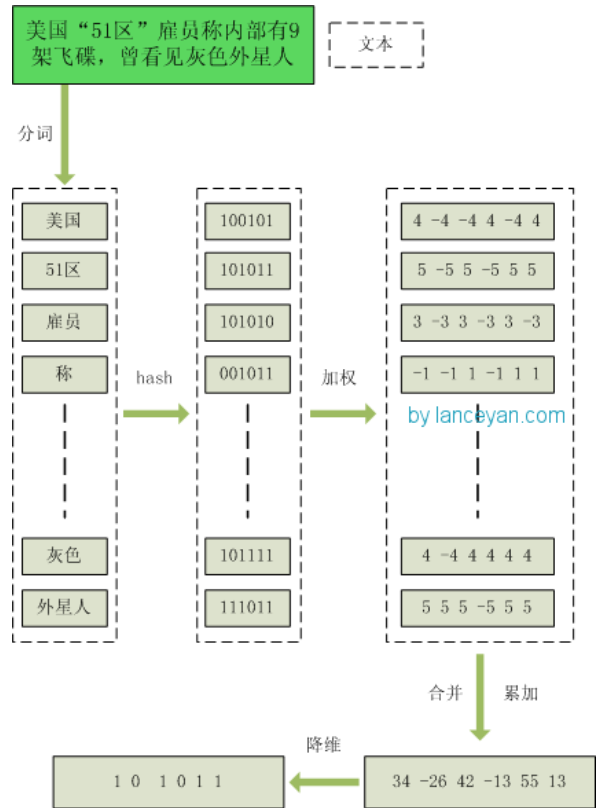 美国“51区”雇员称内部有9
架飞碟，曾看见灰色外星人
文本
分词
美国
100101
4 -4 -4 4 -4 4
51区
101011
5 -5 5 -5 5 5
雇员
101010
3 -3 3 -3 3 -3
称
hash
001011
加权
-1 -1 1 -1 1 1
by lanceyan.com
灰色
101111
4 -4 4 4 4 4
外星人
111011
5 5 5 -5 5 5
合并
累加
降维
1 0 1 0 1 1
34 -26 42 -13 55 13